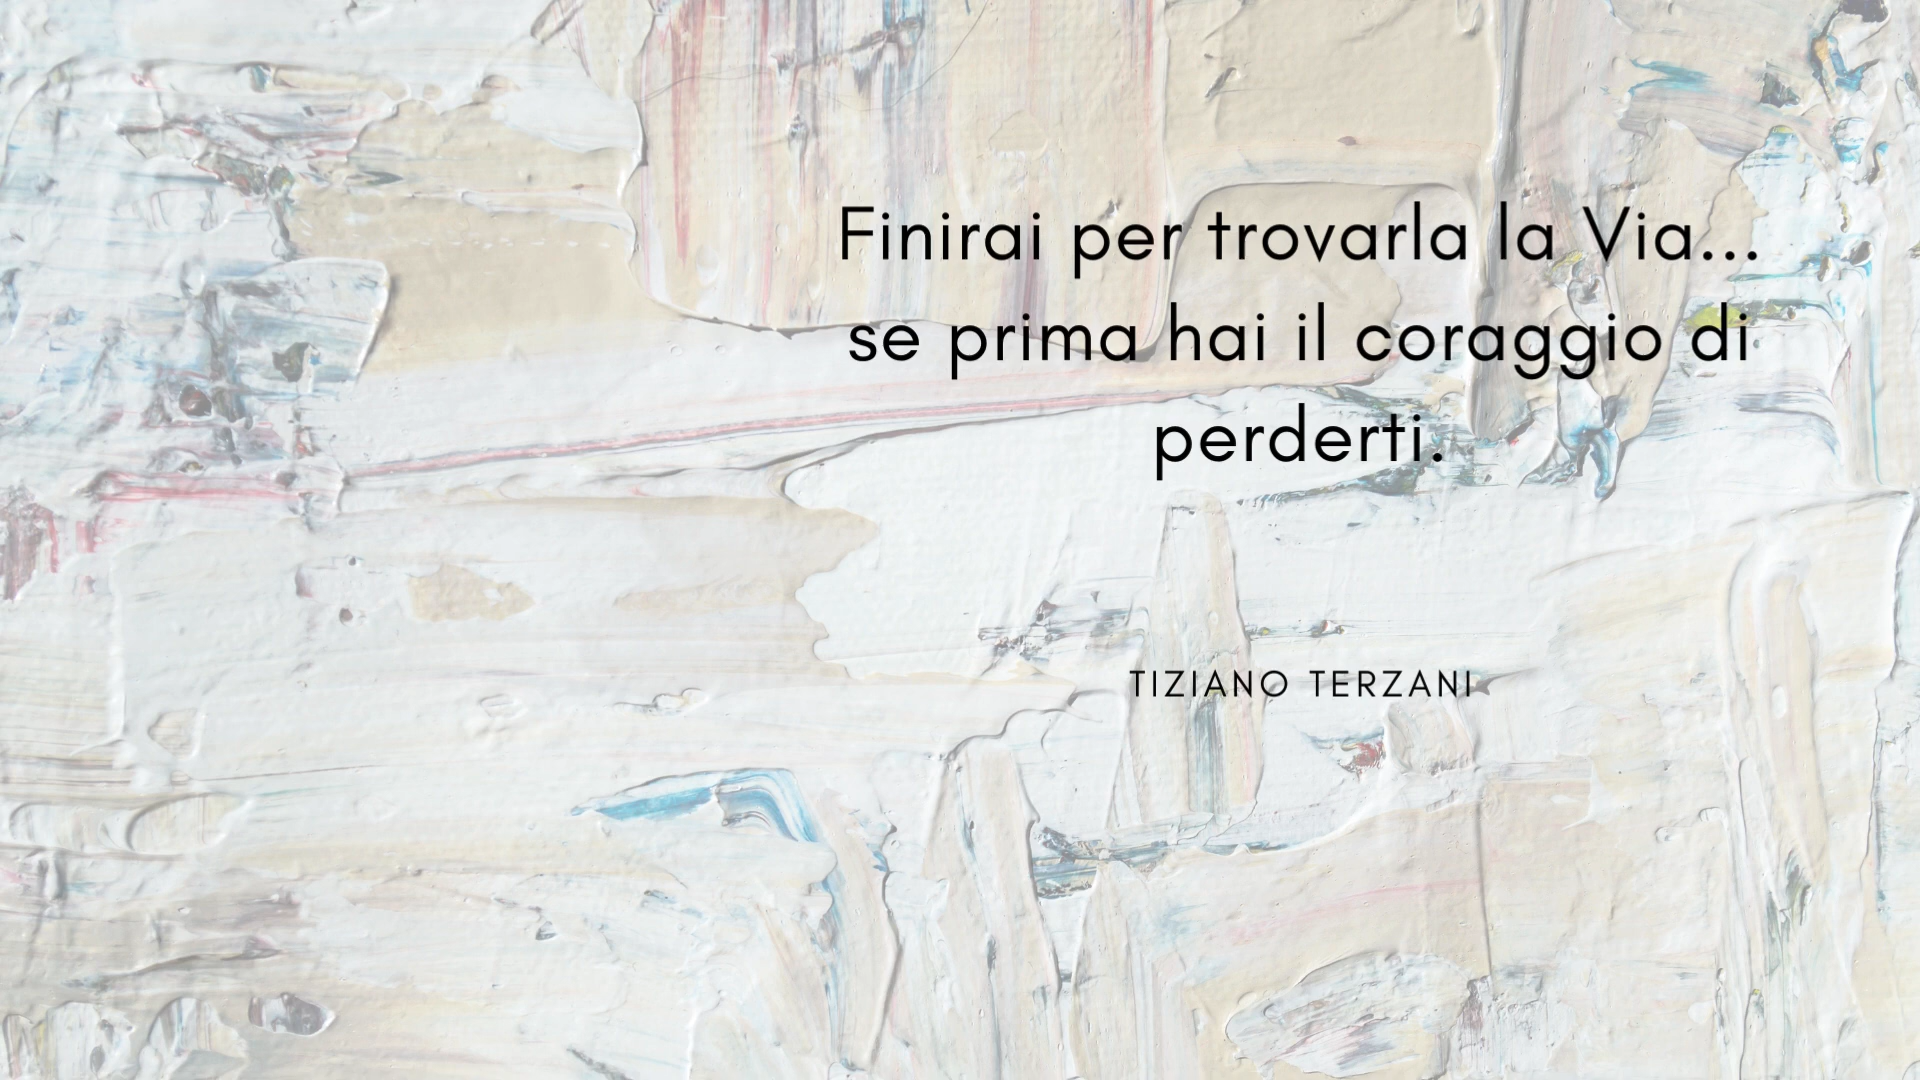 Finirai per trovarla la Via...
se prima hai il coraggio di
perderti.
TIZIANO TERZANI